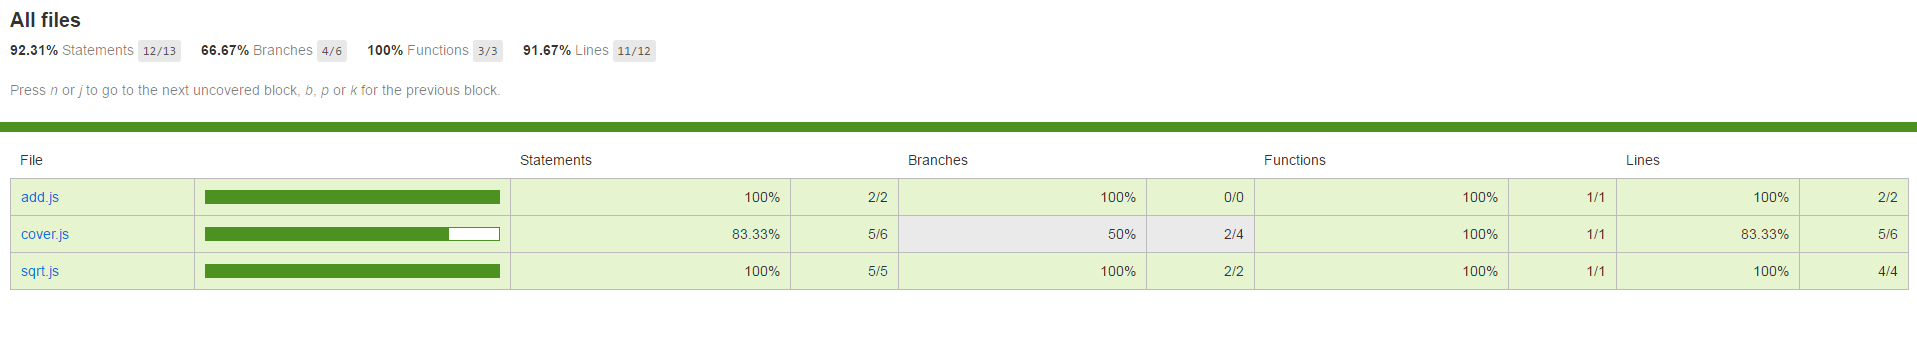 All files
92.31% Statements 12/13 66.67% Branches 4/6 100% Functions 3/3 91.67% Lines 11/12
Press n or j to go to the next uncovered block, b, p or k for the previous block.
File Statements Branches Functions Lines
add.js 100% 2/2 100% 0/0 100% 1/1 100% 2/2
cover.js 83.33% 5/6 50% 2/4 100% 1/1 83.33% 5/6
sqrt.js 100% 5/5 100% 2/2 100% 1/1 100% 4/4